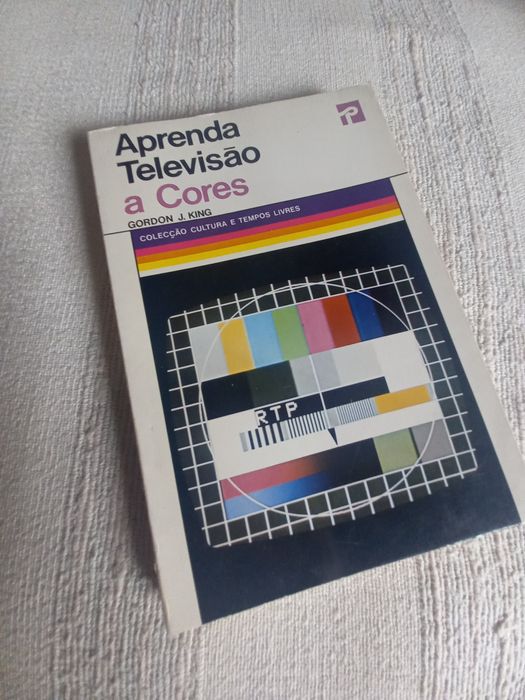 Aprenda
Televisão
a Cores
GORDON J. KING
COLECÇÃO CULTURA E TEMPOS LIVRES
RTP